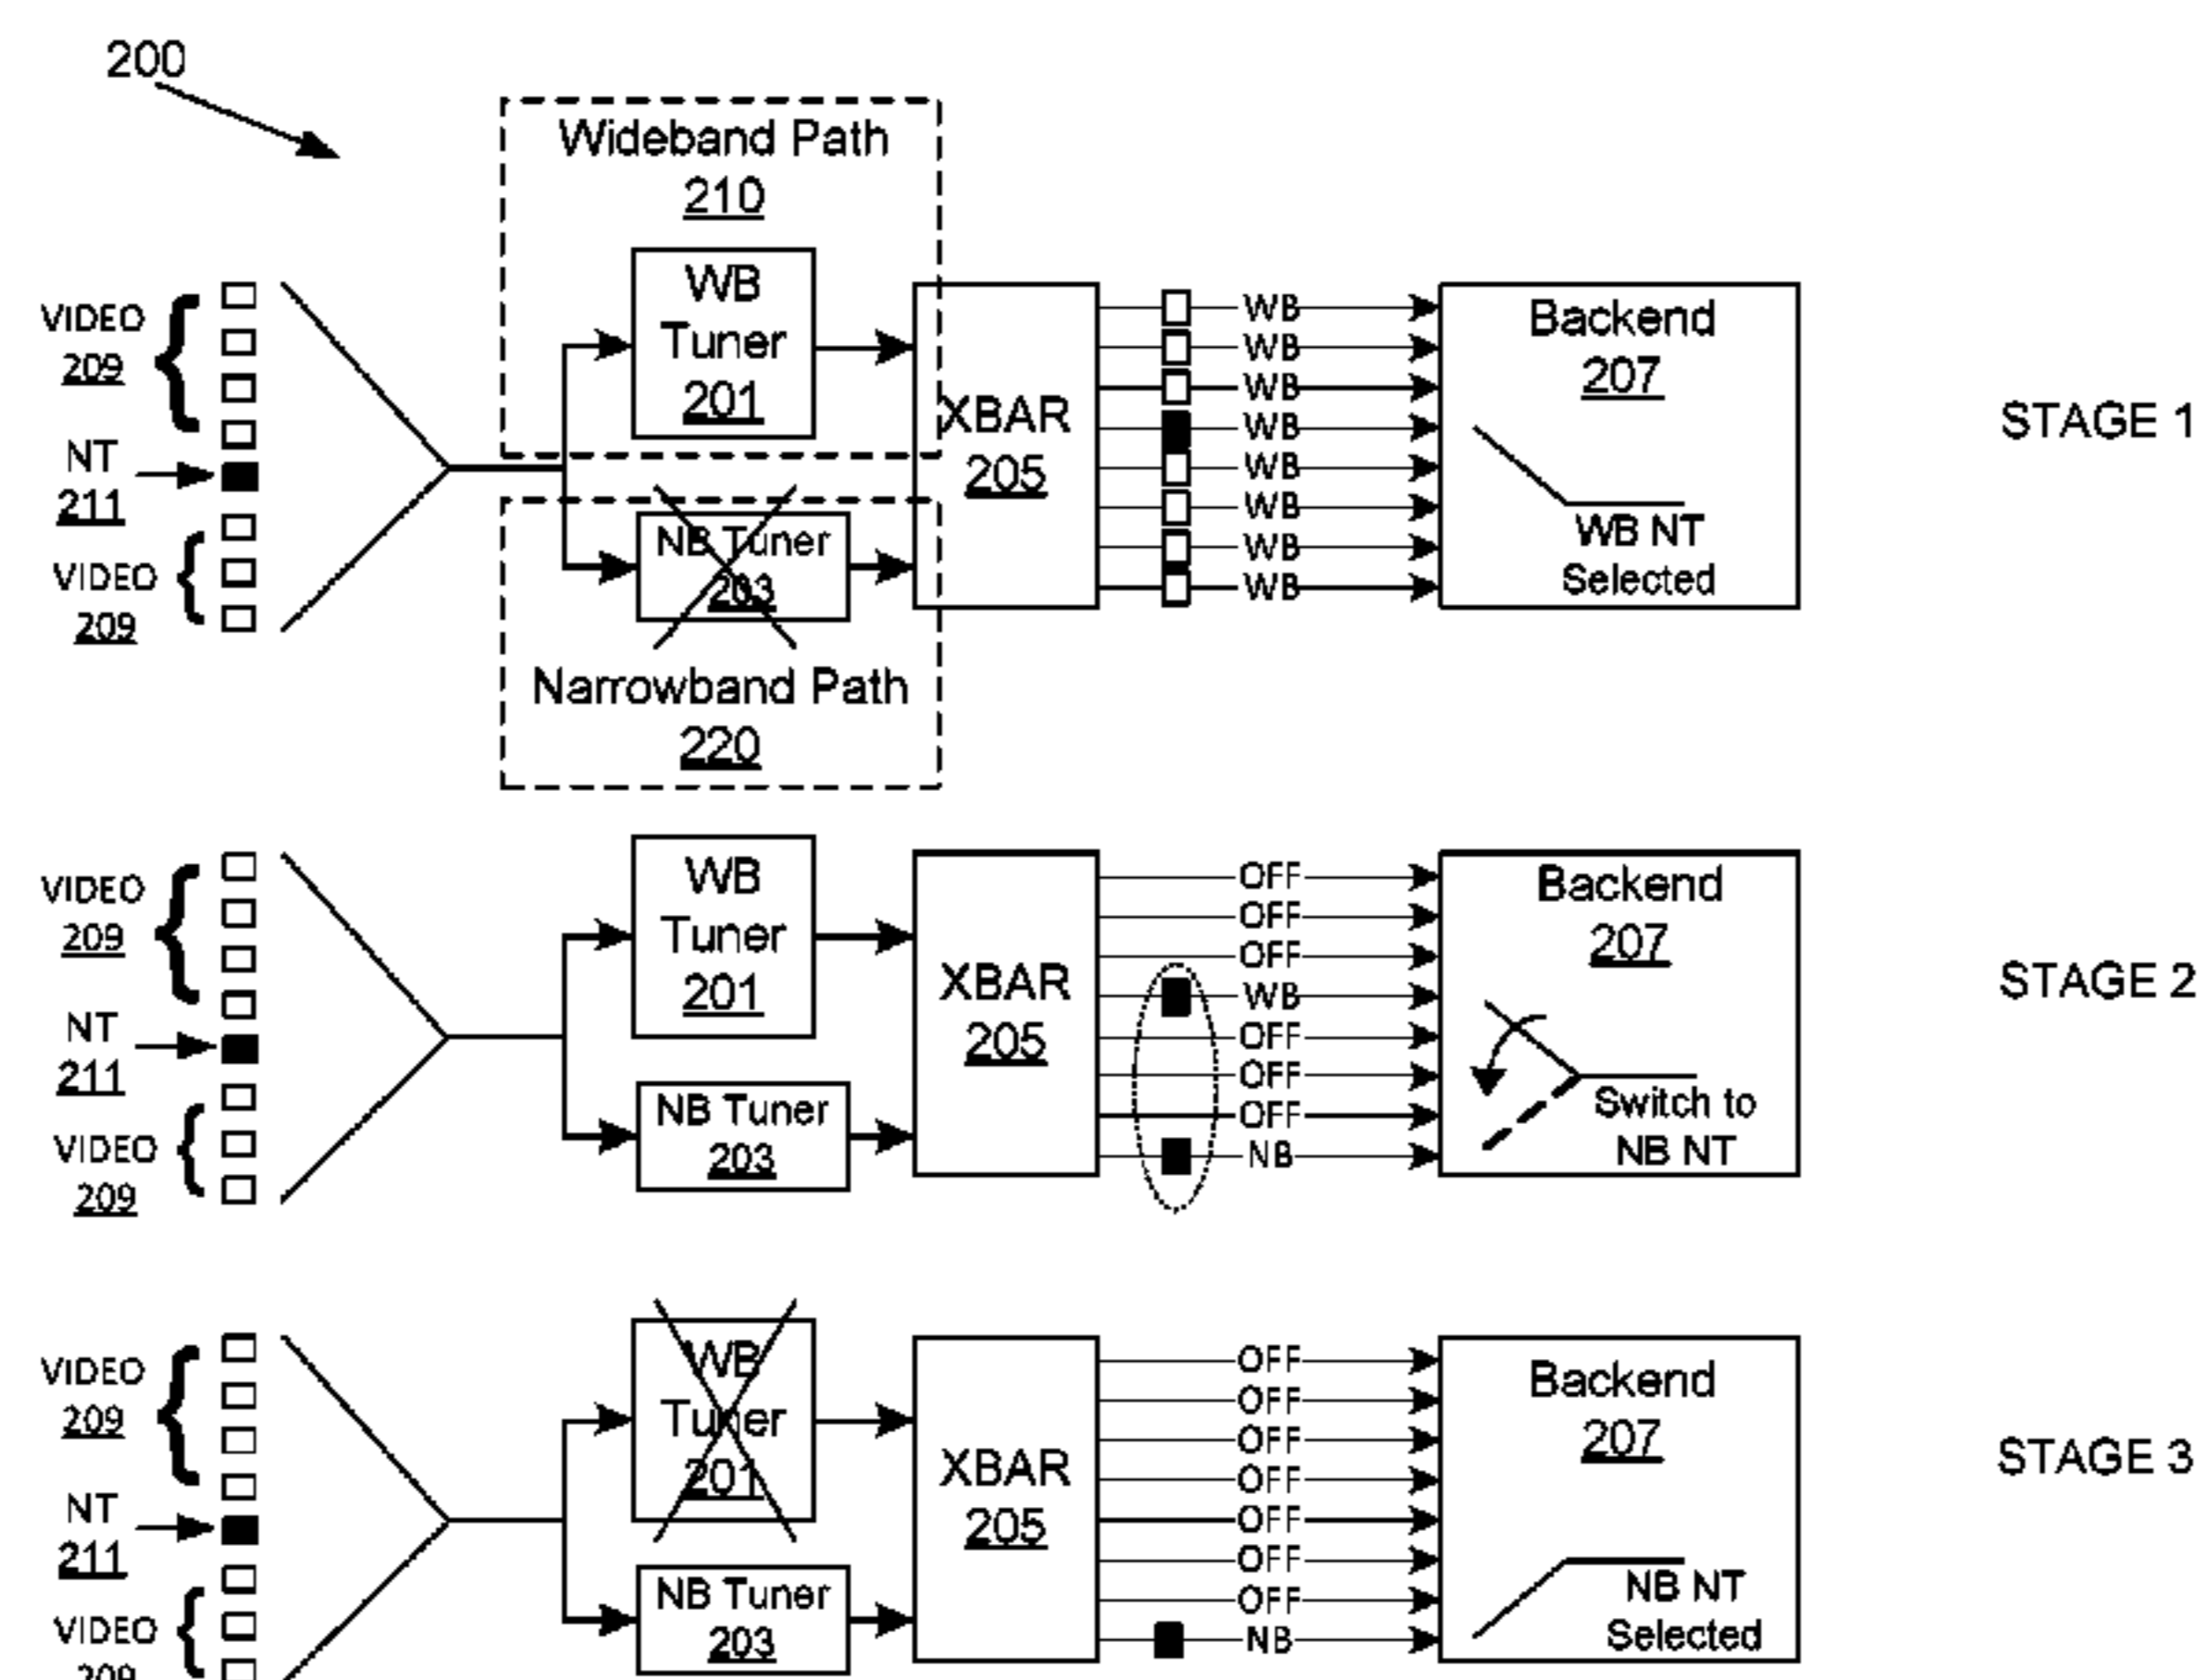 200
Wideband Path
210
VIDEO
209
NT
211
VIDEO
209
WB
Tuner
201
NB Tuner
203
Narrowband Path
220
XBAR
205
WB
WB
WB
WB
WB
WB
WB
WB
Backend
207
WB NT
Selected
STAGE 1
VIDEO
209
NT
211
VIDEO
209
WB
Tuner
201
NB Tuner
203
XBAR
205
OFF
OFF
OFF
WB
OFF
OFF
OFF
NB
Backend
207
Switch to
NB NT
STAGE 2
VIDEO
209
NT
211
VIDEO
209
WB
Tuner
201
NB Tuner
203
XBAR
205
OFF
OFF
OFF
OFF
OFF
OFF
OFF
NB
Backend
207
NB NT
Selected
STAGE 3